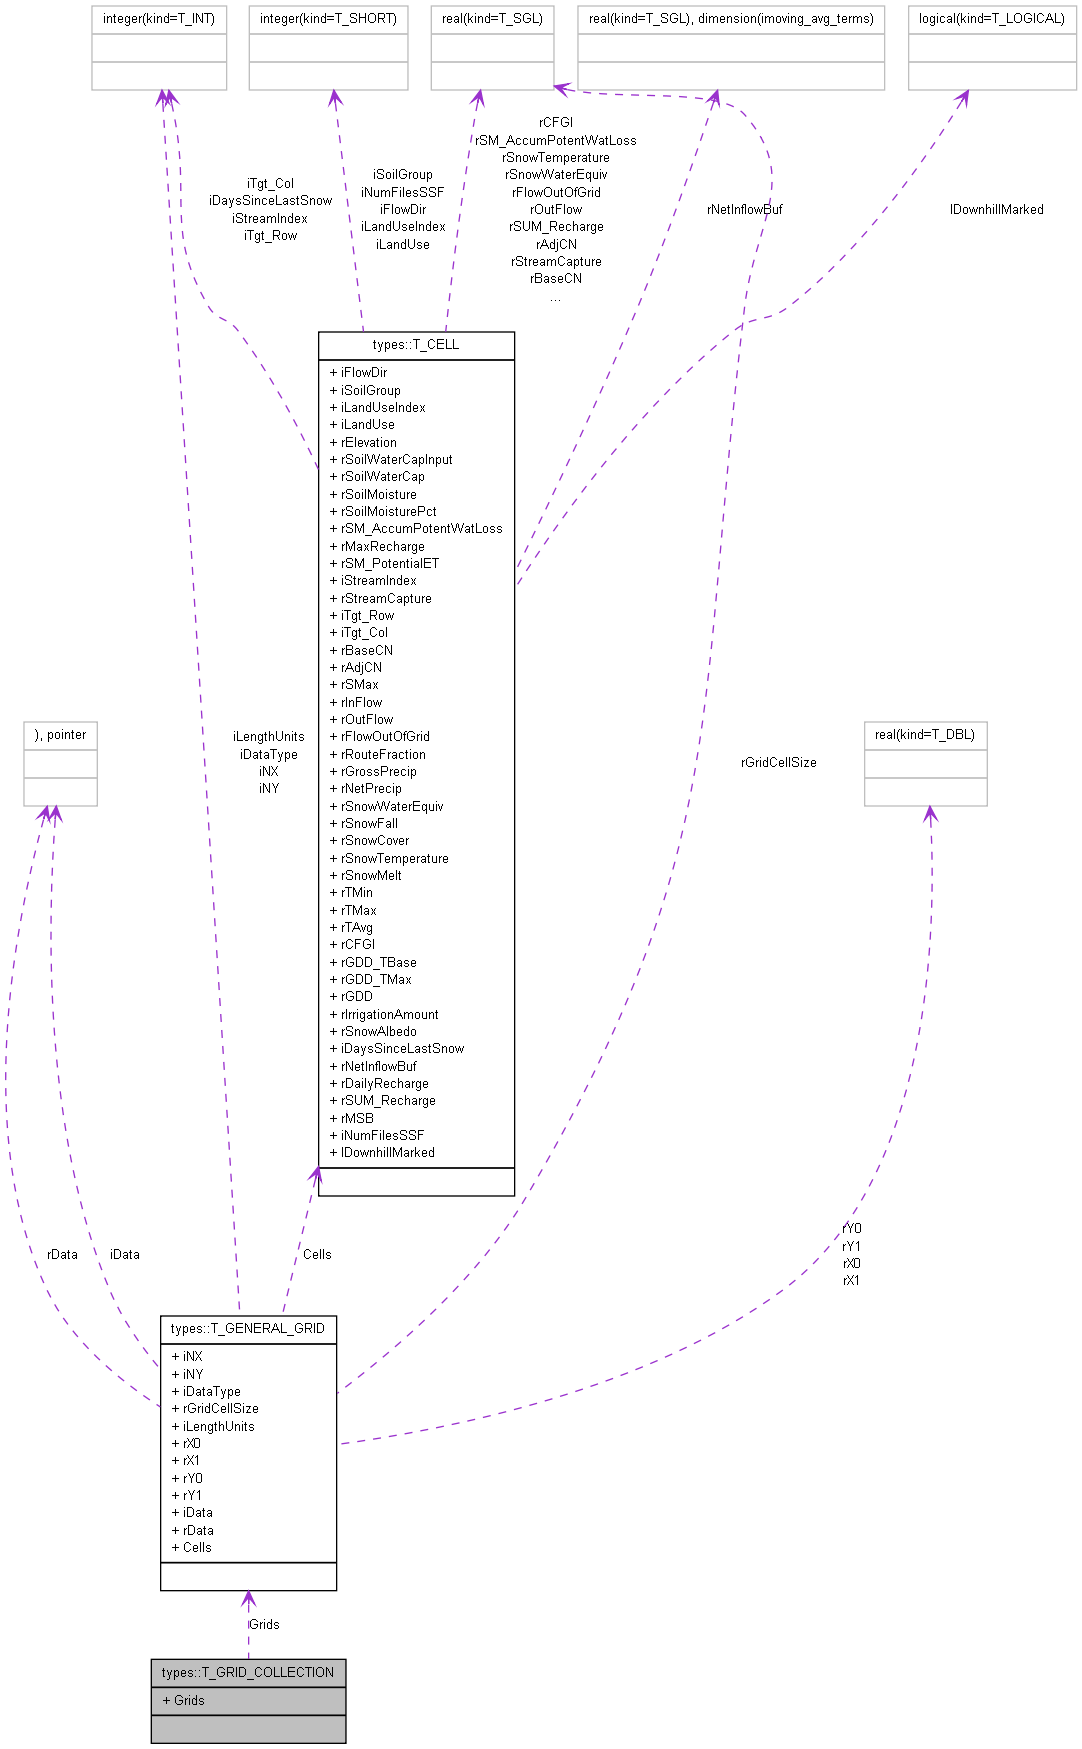 integer(kind=T_INT)
integer(kind=T_SHORT)
real(kind=T_SGL)
real(kind=T_SGL), dimension(imoving_avg_terms)
logical(kind=T_LOGICAL)
iTgt_Col
iDaysSinceLastSnow
iStreamIndex
iTgt_Row
iSoilGroup
iNumFilesSSF
iFlowDir
iLandUseIndex
iLandUse
rCFGI
rSM_AccumPotentWatLoss
rSnowTemperature
rSnowWaterEquiv
rFlowOutOfGrid
rOutFlow
rSUM_Recharge
rAdjCN
rStreamCapture
rBaseCN
...
rNetInflowBuf
lDownhillMarked
types::T_CELL
+ iFlowDir
+ iSoilGroup
+ iLandUseIndex
+ iLandUse
+ rElevation
+ rSoilWaterCapInput
+ rSoilWaterCap
+ rSoilMoisture
+ rSoilMoisturePct
+ rSM_AccumPotentWatLoss
+ rMaxRecharge
+ rSM_PotentialET
+ iStreamIndex
+ rStreamCapture
+ iTgt_Row
+ iTgt_Col
+ rBaseCN
+ rAdjCN
+ rSMax
+ rInFlow
+ rOutFlow
+ rFlowOutOfGrid
+ rRouteFraction
+ rGrossPrecip
+ rNetPrecip
+ rSnowWaterEquiv
+ rSnowFall
+ rSnowCover
+ rSnowTemperature
+ rSnowMelt
+ rTMin
+ rTMax
+ rTAvg
+ rCFGI
+ rGDD_TBase
+ rGDD_TMax
+ rGDD
+ rIrrigationAmount
+ rSnowAlbedo
+ iDaysSinceLastSnow
+ rNetInflowBuf
+ rDailyRecharge
+ rSUM_Recharge
+ rMSB
+ iNumFilesSSF
+ lDownhillMarked
), pointer
iLengthUnits
iDataType
iNX
iNY
rGridCellSize
real(kind=T_DBL)
rData
iData
Cells
rY0
rY1
rX0
rX1
types::T_GENERAL_GRID
+ iNX
+ iNY
+ iDataType
+ rGridCellSize
+ iLengthUnits
+ rX0
+ rX1
+ rY0
+ rY1
+ iData
+ rData
+ Cells
Grids
types::T_GRID_COLLECTION
+ Grids